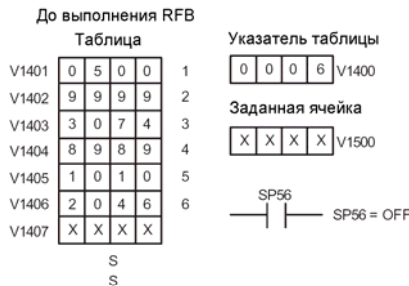 До выполнения RFB
Таблица
V1401 0 5 0 0 1
V1402 9 9 9 9 2
V1403 3 0 7 4 3
V1404 8 9 8 9 4
V1405 1 0 1 0 5
V1406 2 0 4 6 6
V1407 X X X X
S
S
Указатель таблицы
0 0 0 6 V1400
Заданная ячейка
X X X X V1500
SP56
SP56 = OFF